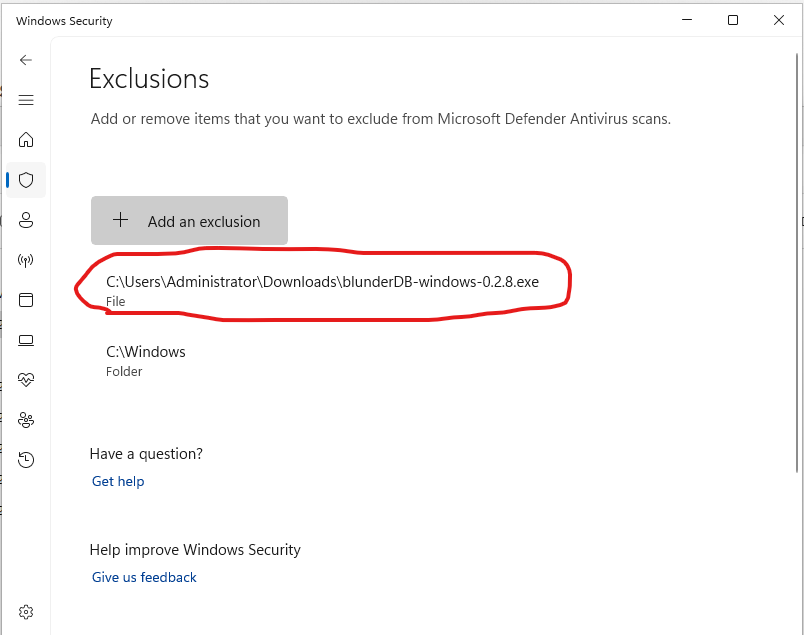 Windows Security
Exclusions
Add or remove items that you want to exclude from Microsoft Defender Antivirus scans.
Add an exclusion
C:\Users\Administrator\Downloads\blunderDB-windows-0.2.8.exe
File
C:\Windows
Folder
Have a question?
Get help
Help improve Windows Security
Give us feedback